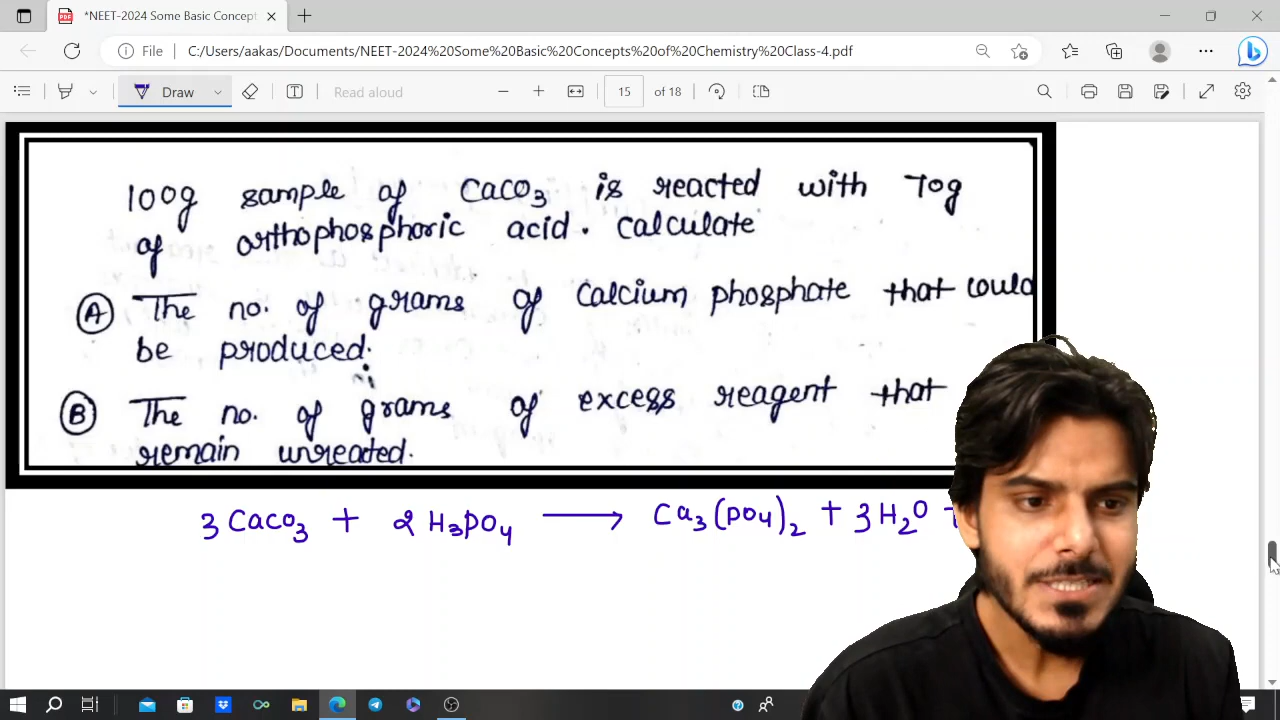 *NEET-2024 Some Basic Concept
File
C:/Users/aakas/Documents/NEET-2024%20Some%20Basic%20Concepts%20of%20Chemistry%20Class-4.pdf
Draw
Read aloud
15 of 18
100g sample of CaCO3 is reacted with 70g
of orthophosphoric acid. Calculate
A The no. of grams of Calcium phosphate that could
be produced.
B The no. of grams of excess reagent that
remain unreated.
3 CaCO3 + 2 H3PO4 → Ca3(PO4)2 + 3H2O +